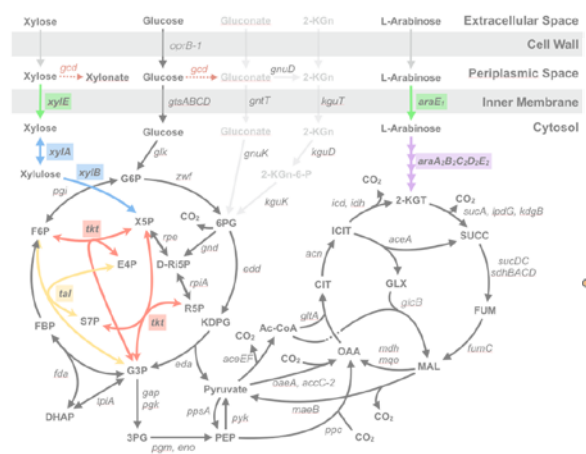 Xylose Glucose Gluconate 2-KGn L-Arabinose Extracellular Space
oprB-1 Cell Wall
Xylose gcd Xylonate Glucose gcd Gluconate gnuD 2-KGn L-Arabinose Periplasmic Space
xylE gtsABCD gntT kguT araE₁ Inner Membrane
Xylose Glucose Gluconate 2-KGn L-Arabinose Cytosol
xylA glk gnuK kguD araA₂B₂C₂D₂E₂
Xylulose xylB G6P zwf 2-KGn-6-P CO₂ 2-KGT
pgi kguK icd, idh CO₂
F6P tkt X5P CO₂ 6PG ICIT sucA, lpdG, kdgB
rpe gnd aceA SUCC
E4P D-Ri5P edd acn sucDC
tal rpiA CIT GLX sdhBACD
S7P tkt R5P gltA glcB FUM
FBP KDPG Ac-CoA
fda G3P eda aceEF CO₂ CO₂ OAA mdh fumC
tpiA gap Pyruvate oaeA, accC-2 mqo MAL
DHAP pgk ppsA pyk maeB CO₂
3PG pgm, eno PEP ppc CO₂